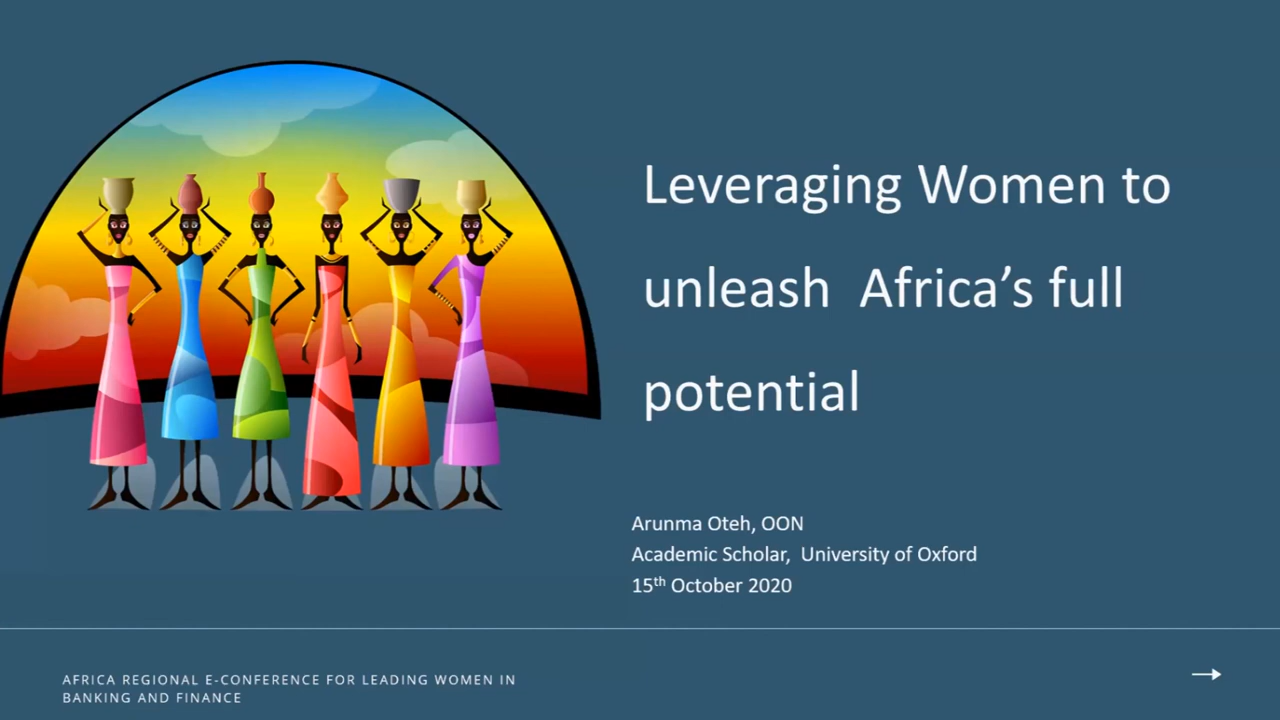 Leveraging Women to
unleash  Africa’s full
potential
Arunma Oteh, OON
Academic Scholar,  University of Oxford
15th October 2020
AFRICA REGIONAL E-CONFERENCE FOR LEADING WOMEN IN
BANKING AND FINANCE